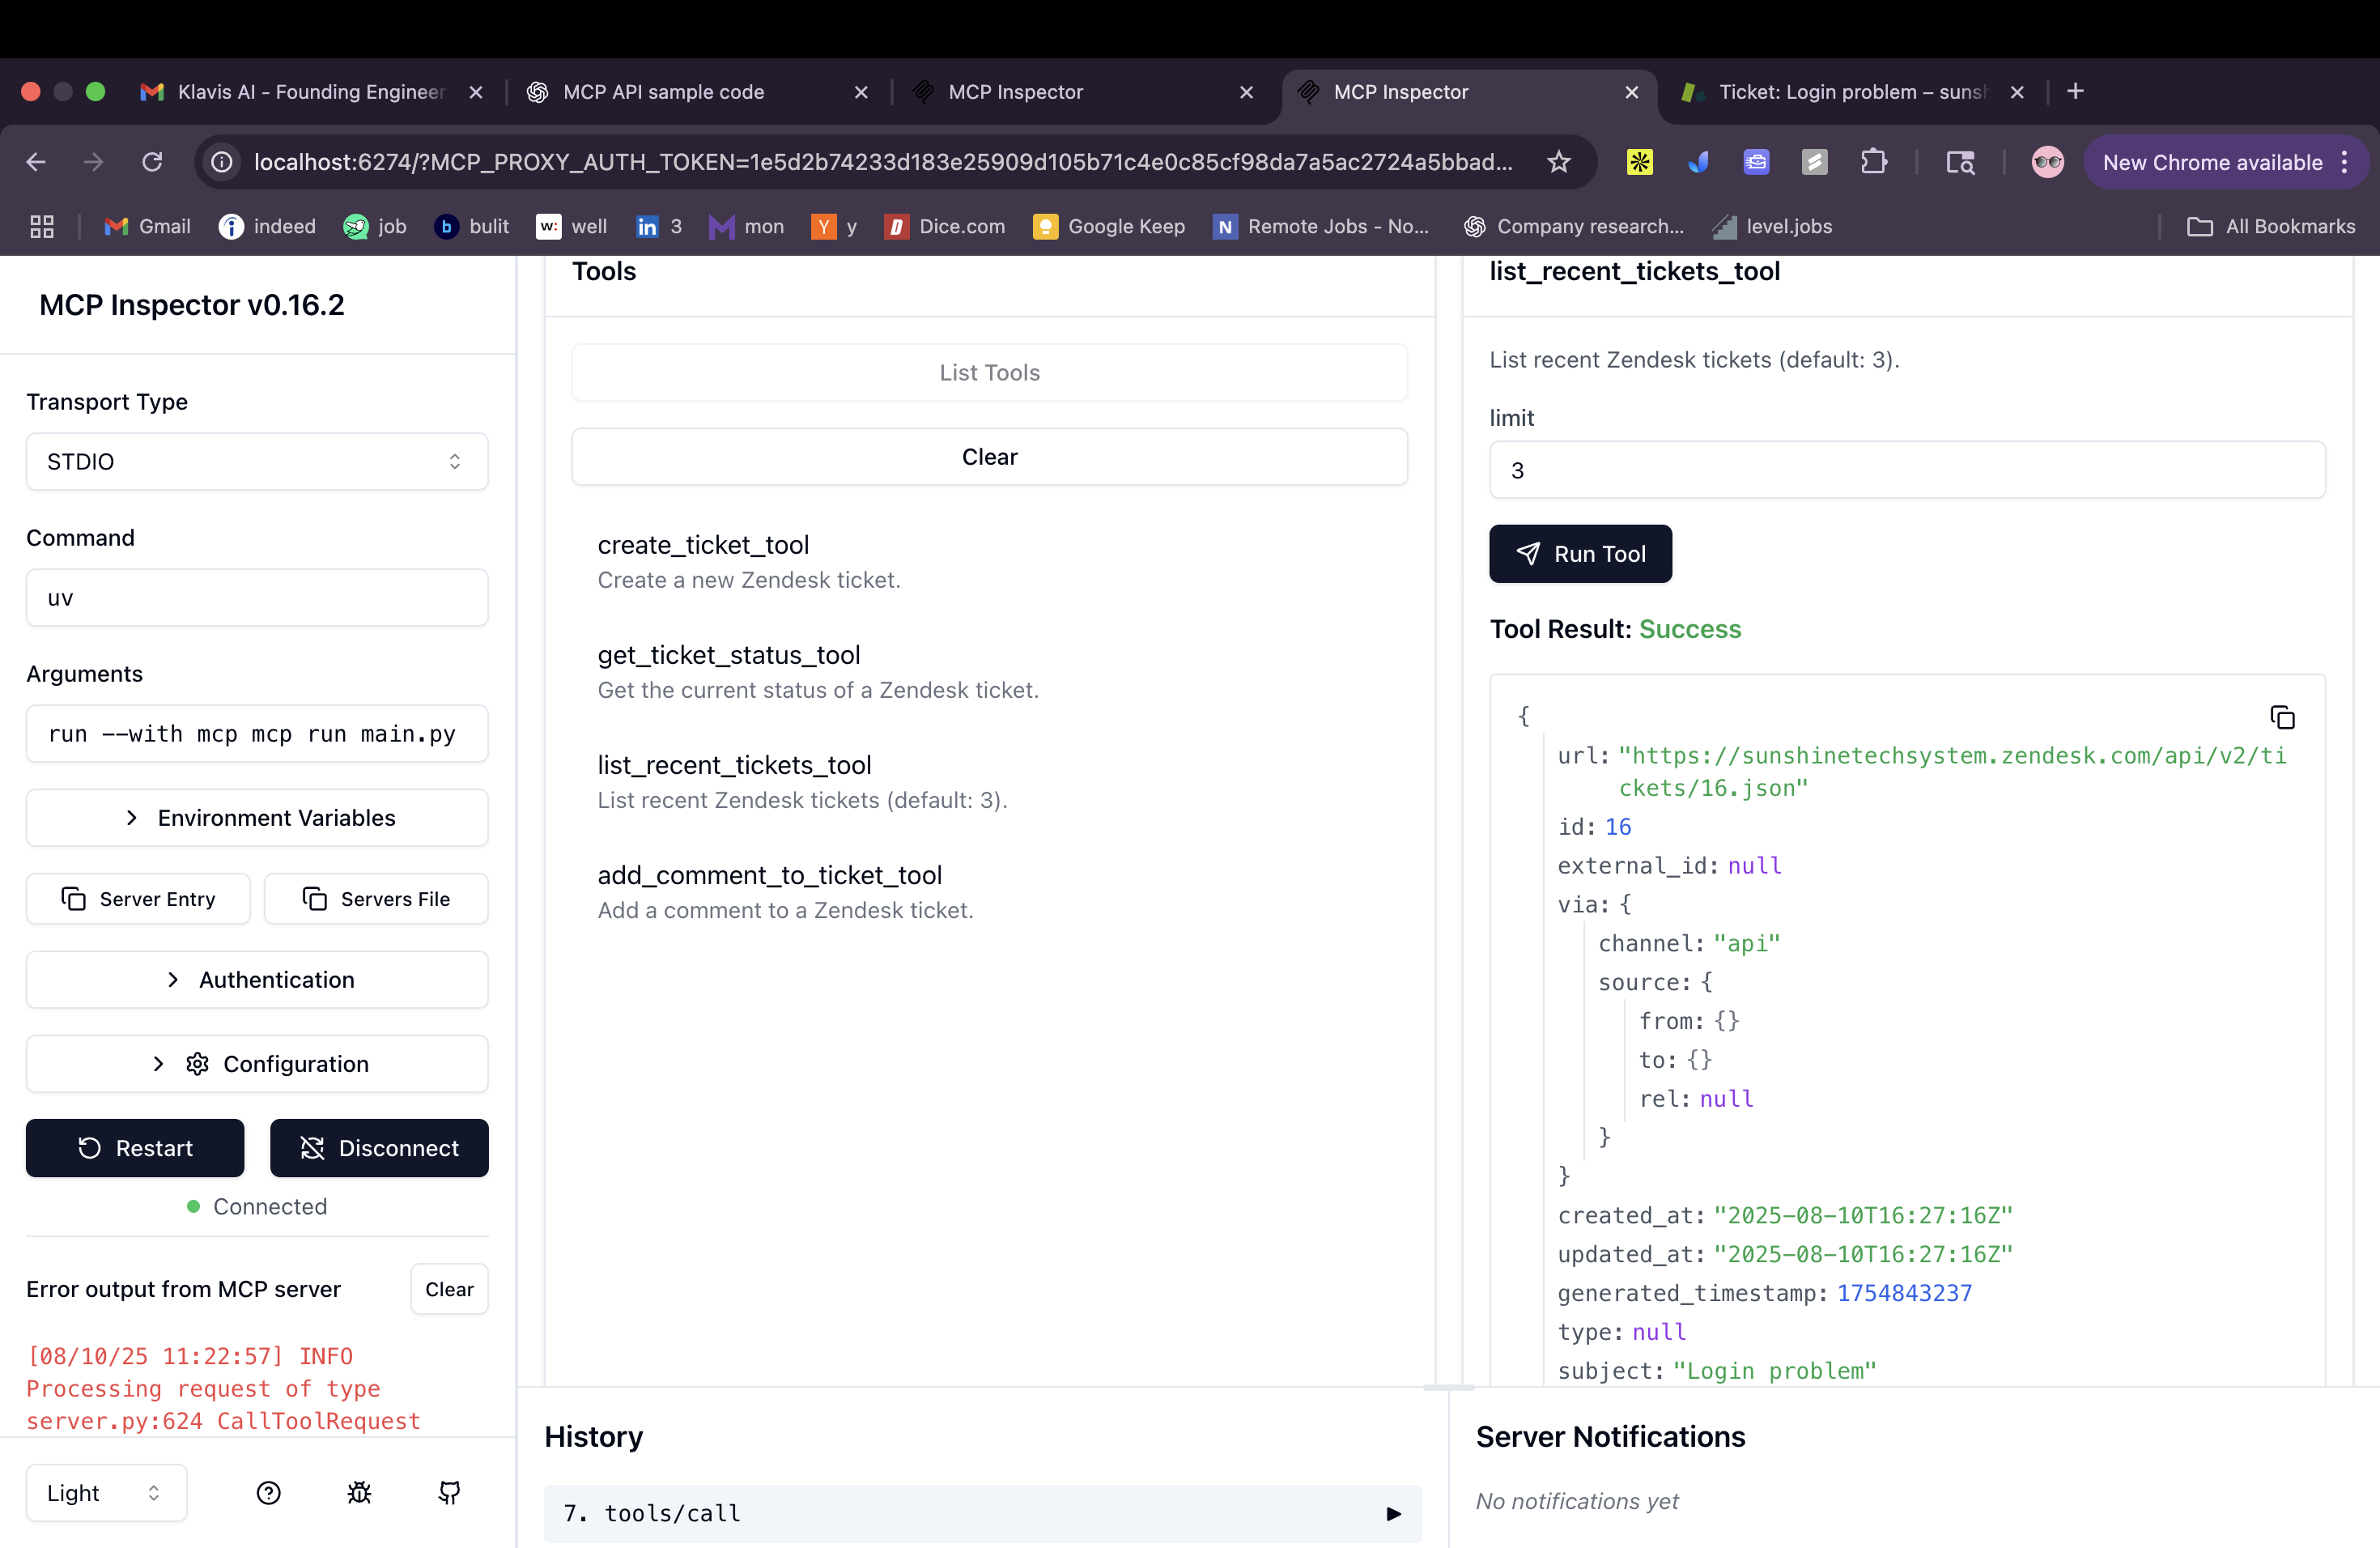 Klavis AI - Founding Engineer
MCP API sample code
MCP Inspector
MCP Inspector
Ticket: Login problem – sunsh
localhost:6274/?MCP_PROXY_AUTH_TOKEN=1e5d2b74233d183e25909d105b71c4e0c85cf98da7a5ac2724a5bbad...
New Chrome available
Gmail
indeed
job
bulit
well
3
mon
y
Dice.com
Google Keep
Remote Jobs - No...
Company research...
level.jobs
All Bookmarks
MCP Inspector v0.16.2
Transport Type
STDIO
Command
uv
Arguments
run --with mcp mcp run main.py
Environment Variables
Server Entry
Servers File
Authentication
Configuration
Restart
Disconnect
Connected
Error output from MCP server
Clear
[08/10/25 11:22:57] INFO
Processing request of type
server.py:624 CallToolRequest
Light
Tools
List Tools
Clear
create_ticket_tool
Create a new Zendesk ticket.
get_ticket_status_tool
Get the current status of a Zendesk ticket.
list_recent_tickets_tool
List recent Zendesk tickets (default: 3).
add_comment_to_ticket_tool
Add a comment to a Zendesk ticket.
list_recent_tickets_tool
List recent Zendesk tickets (default: 3).
limit
3
Run Tool
Tool Result: Success
{
url: "https://sunshinetechsystem.zendesk.com/api/v2/ti
ckets/16.json"
id: 16
external_id: null
via: {
channel: "api"
source: {
from: {}
to: {}
rel: null
}
}
created_at: "2025-08-10T16:27:16Z"
updated_at: "2025-08-10T16:27:16Z"
generated_timestamp: 1754843237
type: null
subject: "Login problem"
History
7. tools/call
Server Notifications
No notifications yet